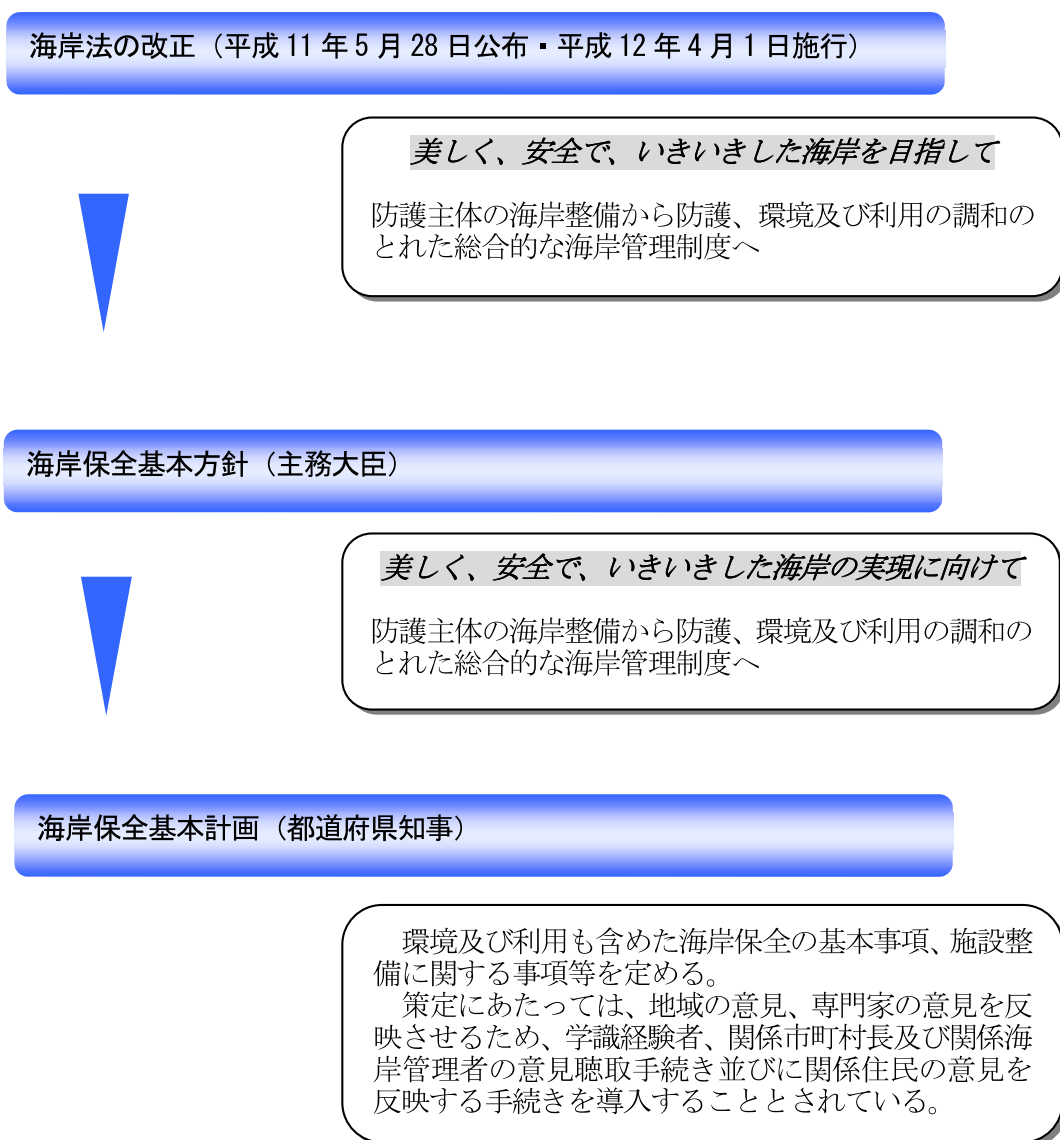 海岸法の改正（平成 11 年 5 月 28 日公布・平成 12 年 4 月 1 日施行）
美しく、安全で、いきいきした海岸を目指して
防護主体の海岸整備から防護、環境及び利用の調和の
とれた総合的な海岸管理制度へ
海岸保全基本方針（主務大臣）
美しく、安全で、いきいきした海岸の実現に向けて
防護主体の海岸整備から防護、環境及び利用の調和の
とれた総合的な海岸管理制度へ
海岸保全基本計画（都道府県知事）
環境及び利用も含めた海岸保全の基本事項、施設整
備に関する事項等を定める。
策定にあたっては、地域の意見、専門家の意見を反
映させるため、学識経験者、関係市町村長及び関係海
岸管理者の意見聴取手続き並びに関係住民の意見を
反映する手続きを導入することとされている。